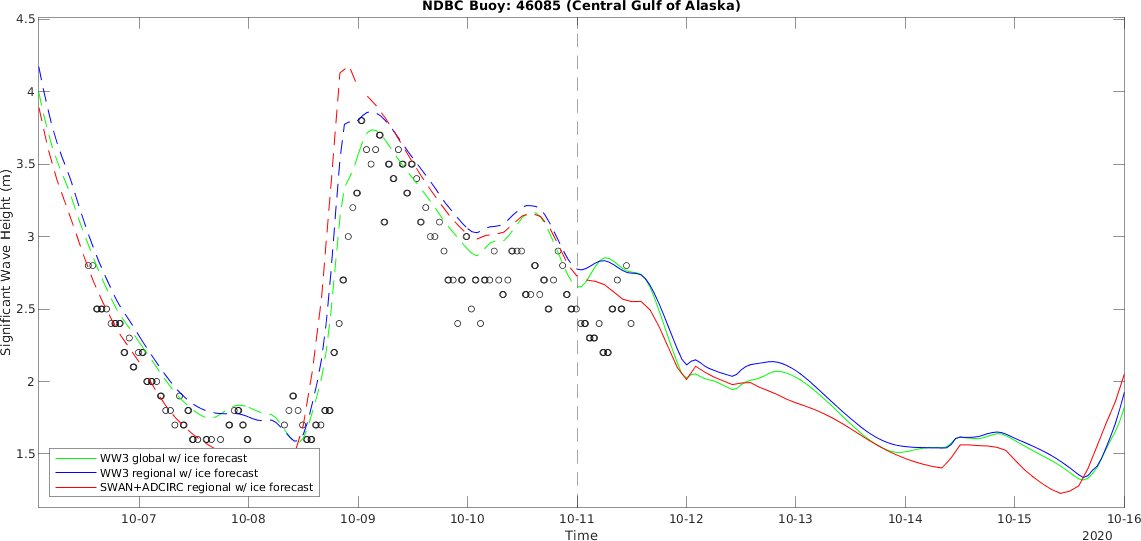 NDBC Buoy: 46085 (Central Gulf of Alaska)
4.5
4
3.5
3
2.5
2
1.5
Significant Wave Height (m)
WW3 global w/ ice forecast
WW3 regional w/ ice forecast
SWAN+ADCIRC regional w/ ice forecast
10-07 10-08 10-09 10-10 10-11 10-12 10-13 10-14 10-15 10-16
Time
2020